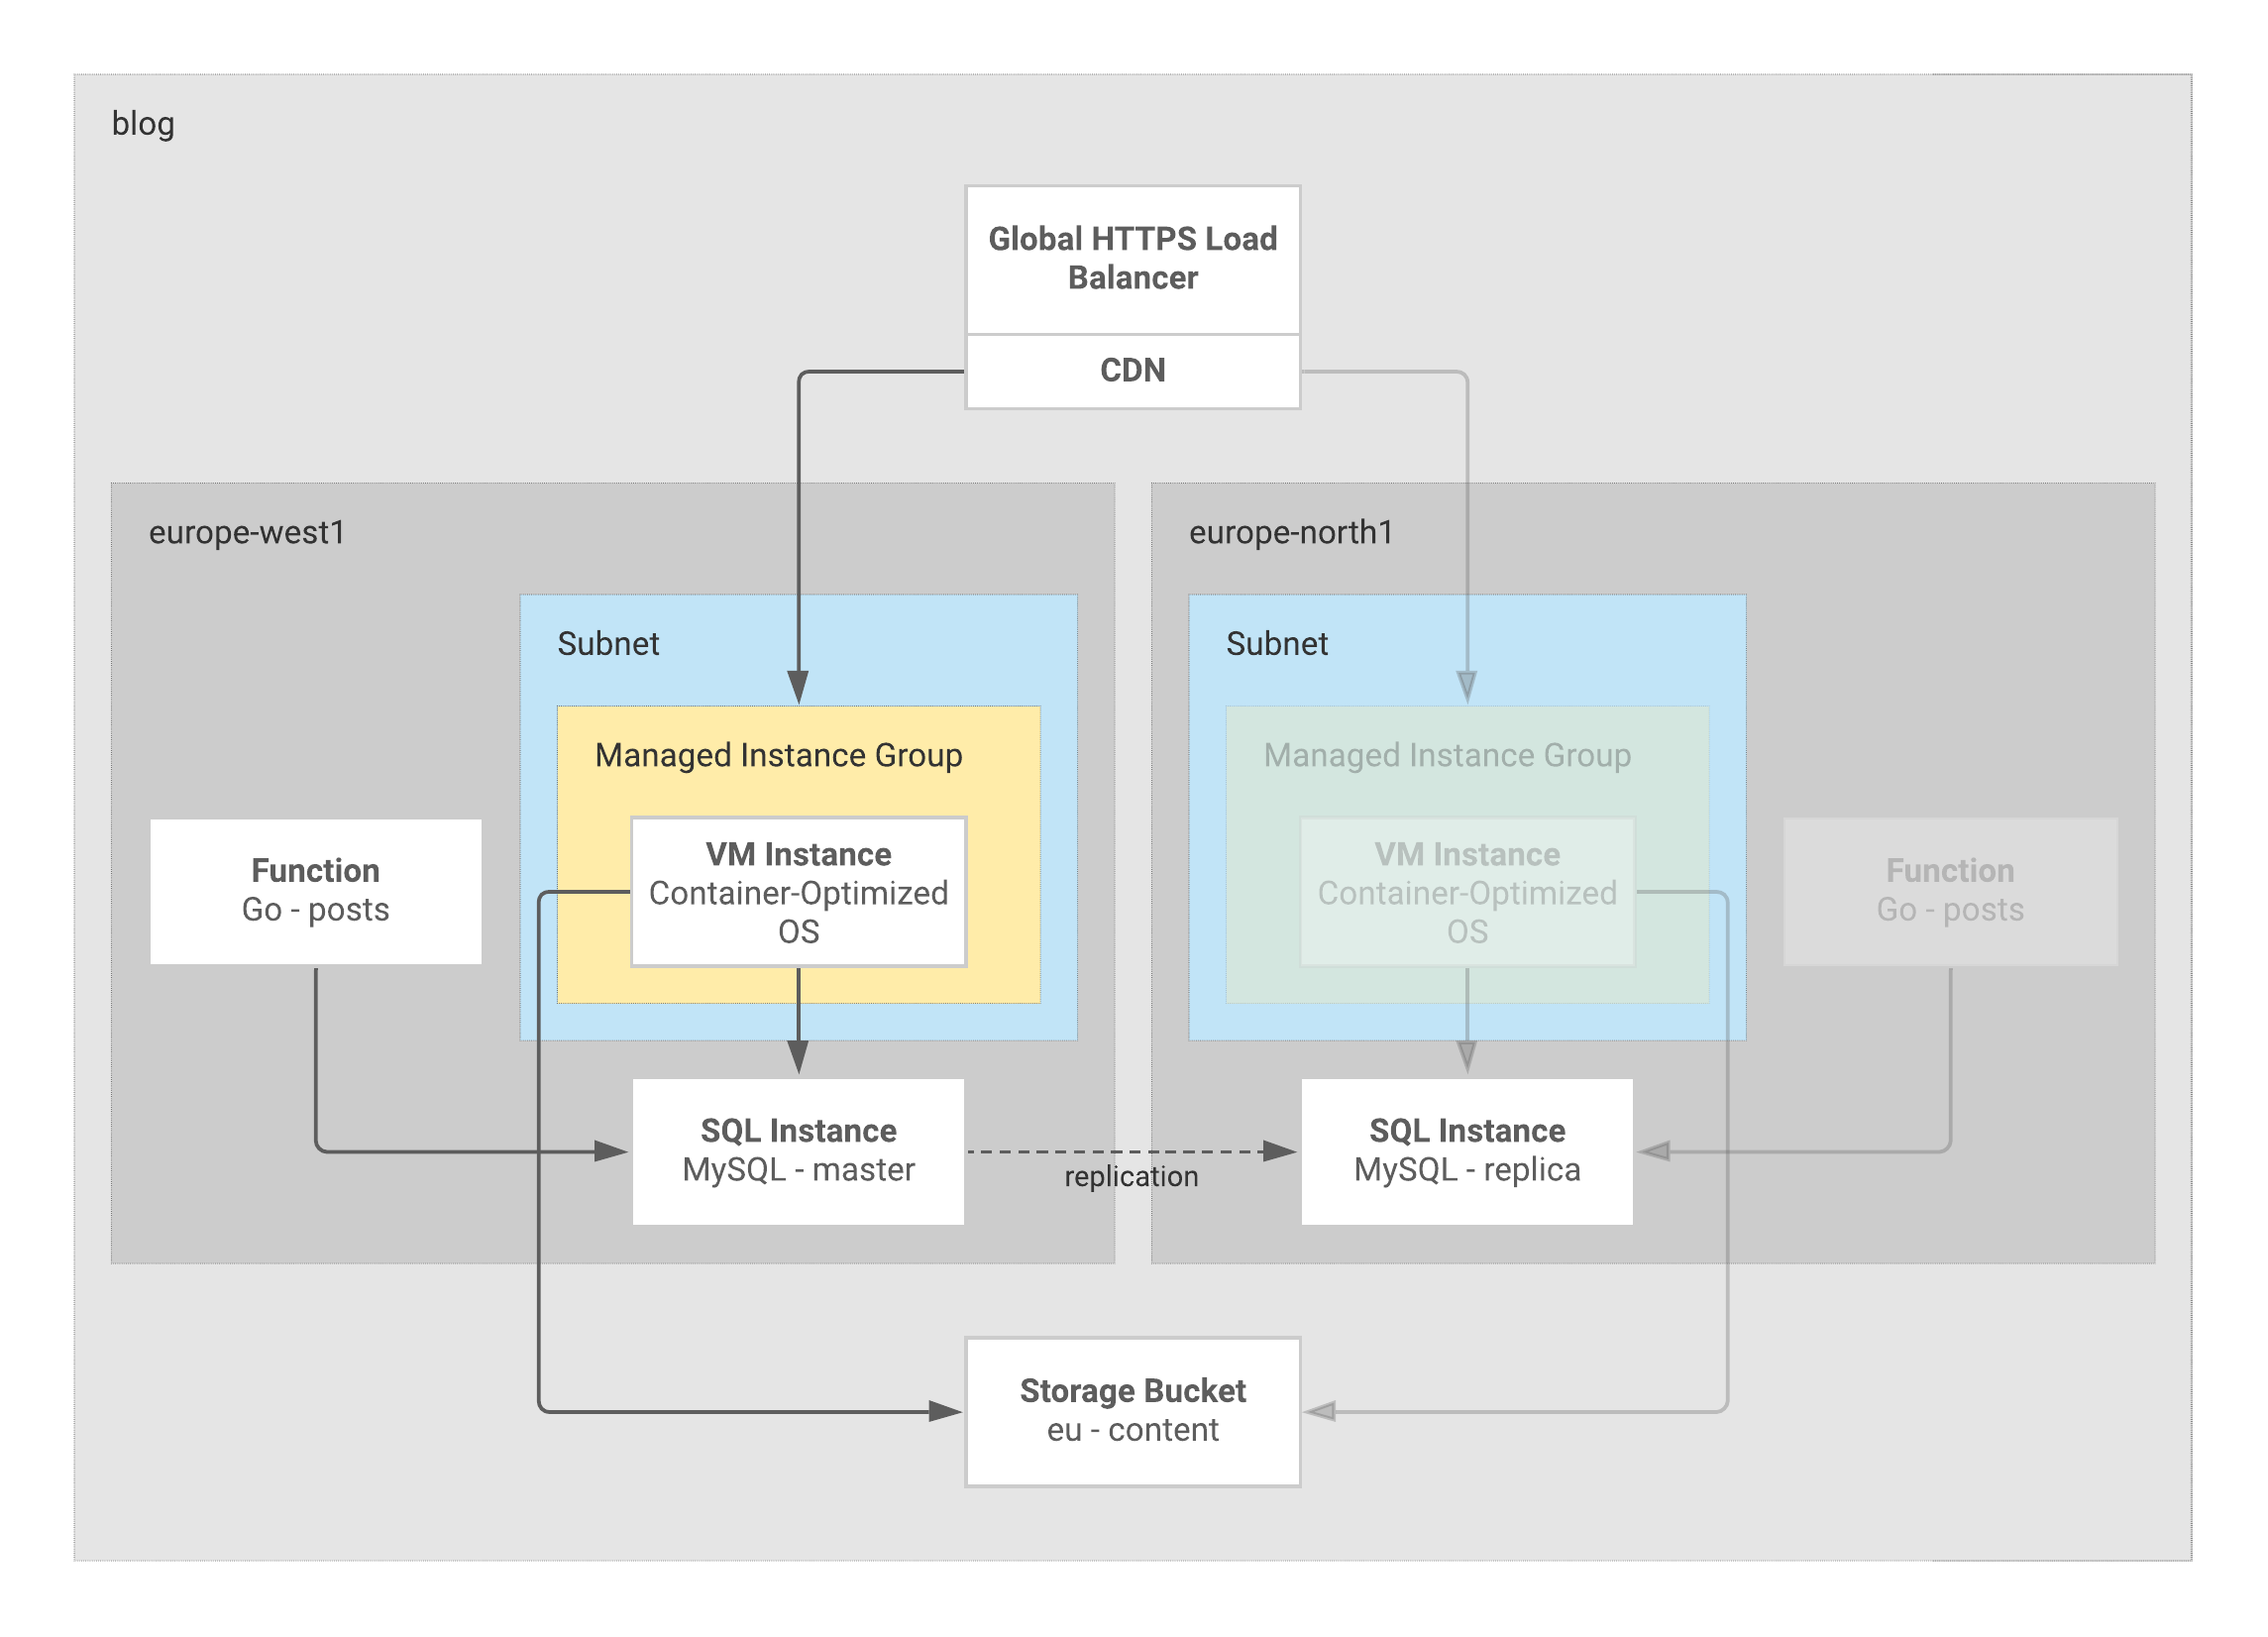 blog
Global HTTPS Load
Balancer
CDN
europe-west1
Subnet
Managed Instance Group
VM Instance
Container-Optimized
OS
Function
Go - posts
SQL Instance
MySQL - master
replication
europe-north1
Subnet
Managed Instance Group
VM Instance
Container-Optimized
OS
Function
Go - posts
SQL Instance
MySQL - replica
Storage Bucket
eu - content